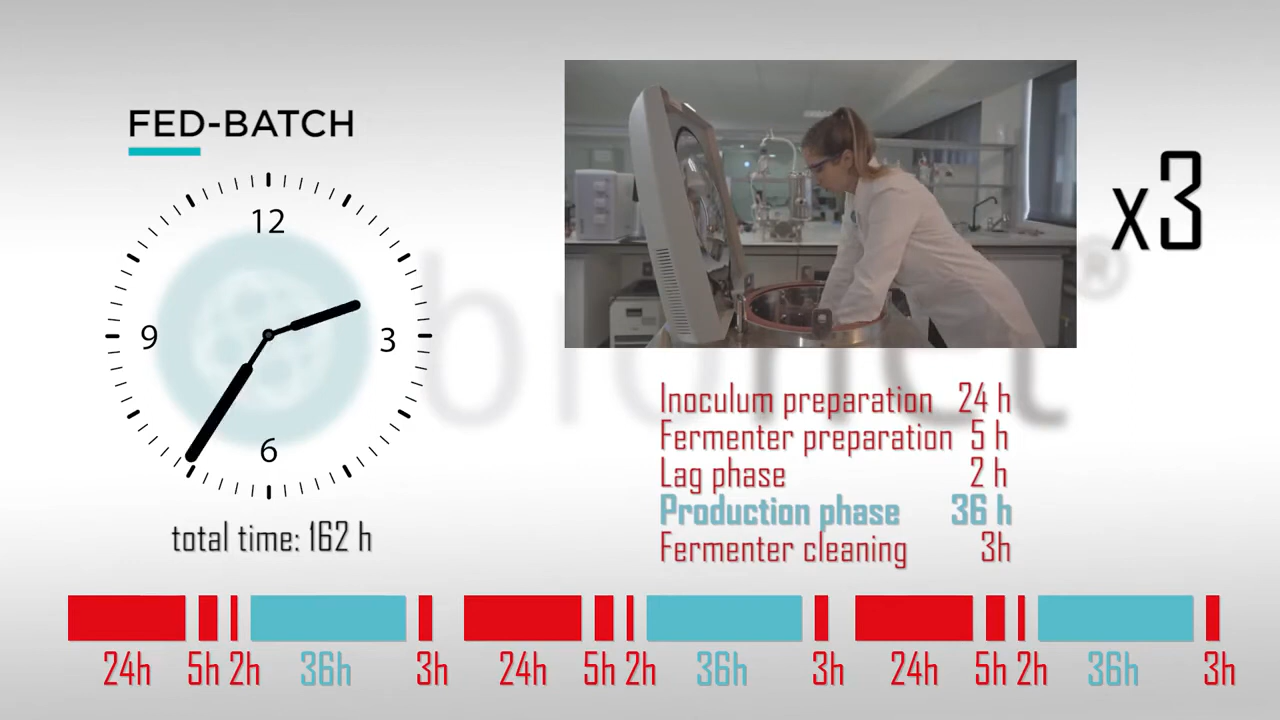 FED-BATCH
12
9
3
6
total time: 162 h
x3
bionet
Inoculum preparation 24 h
Fermenter preparation 5 h
Lag phase 2 h
Production phase 36 h
Fermenter cleaning 3h
24h 5h 2h 36h 3h 24h 5h 2h 36h 3h 24h 5h 2h 36h 3h